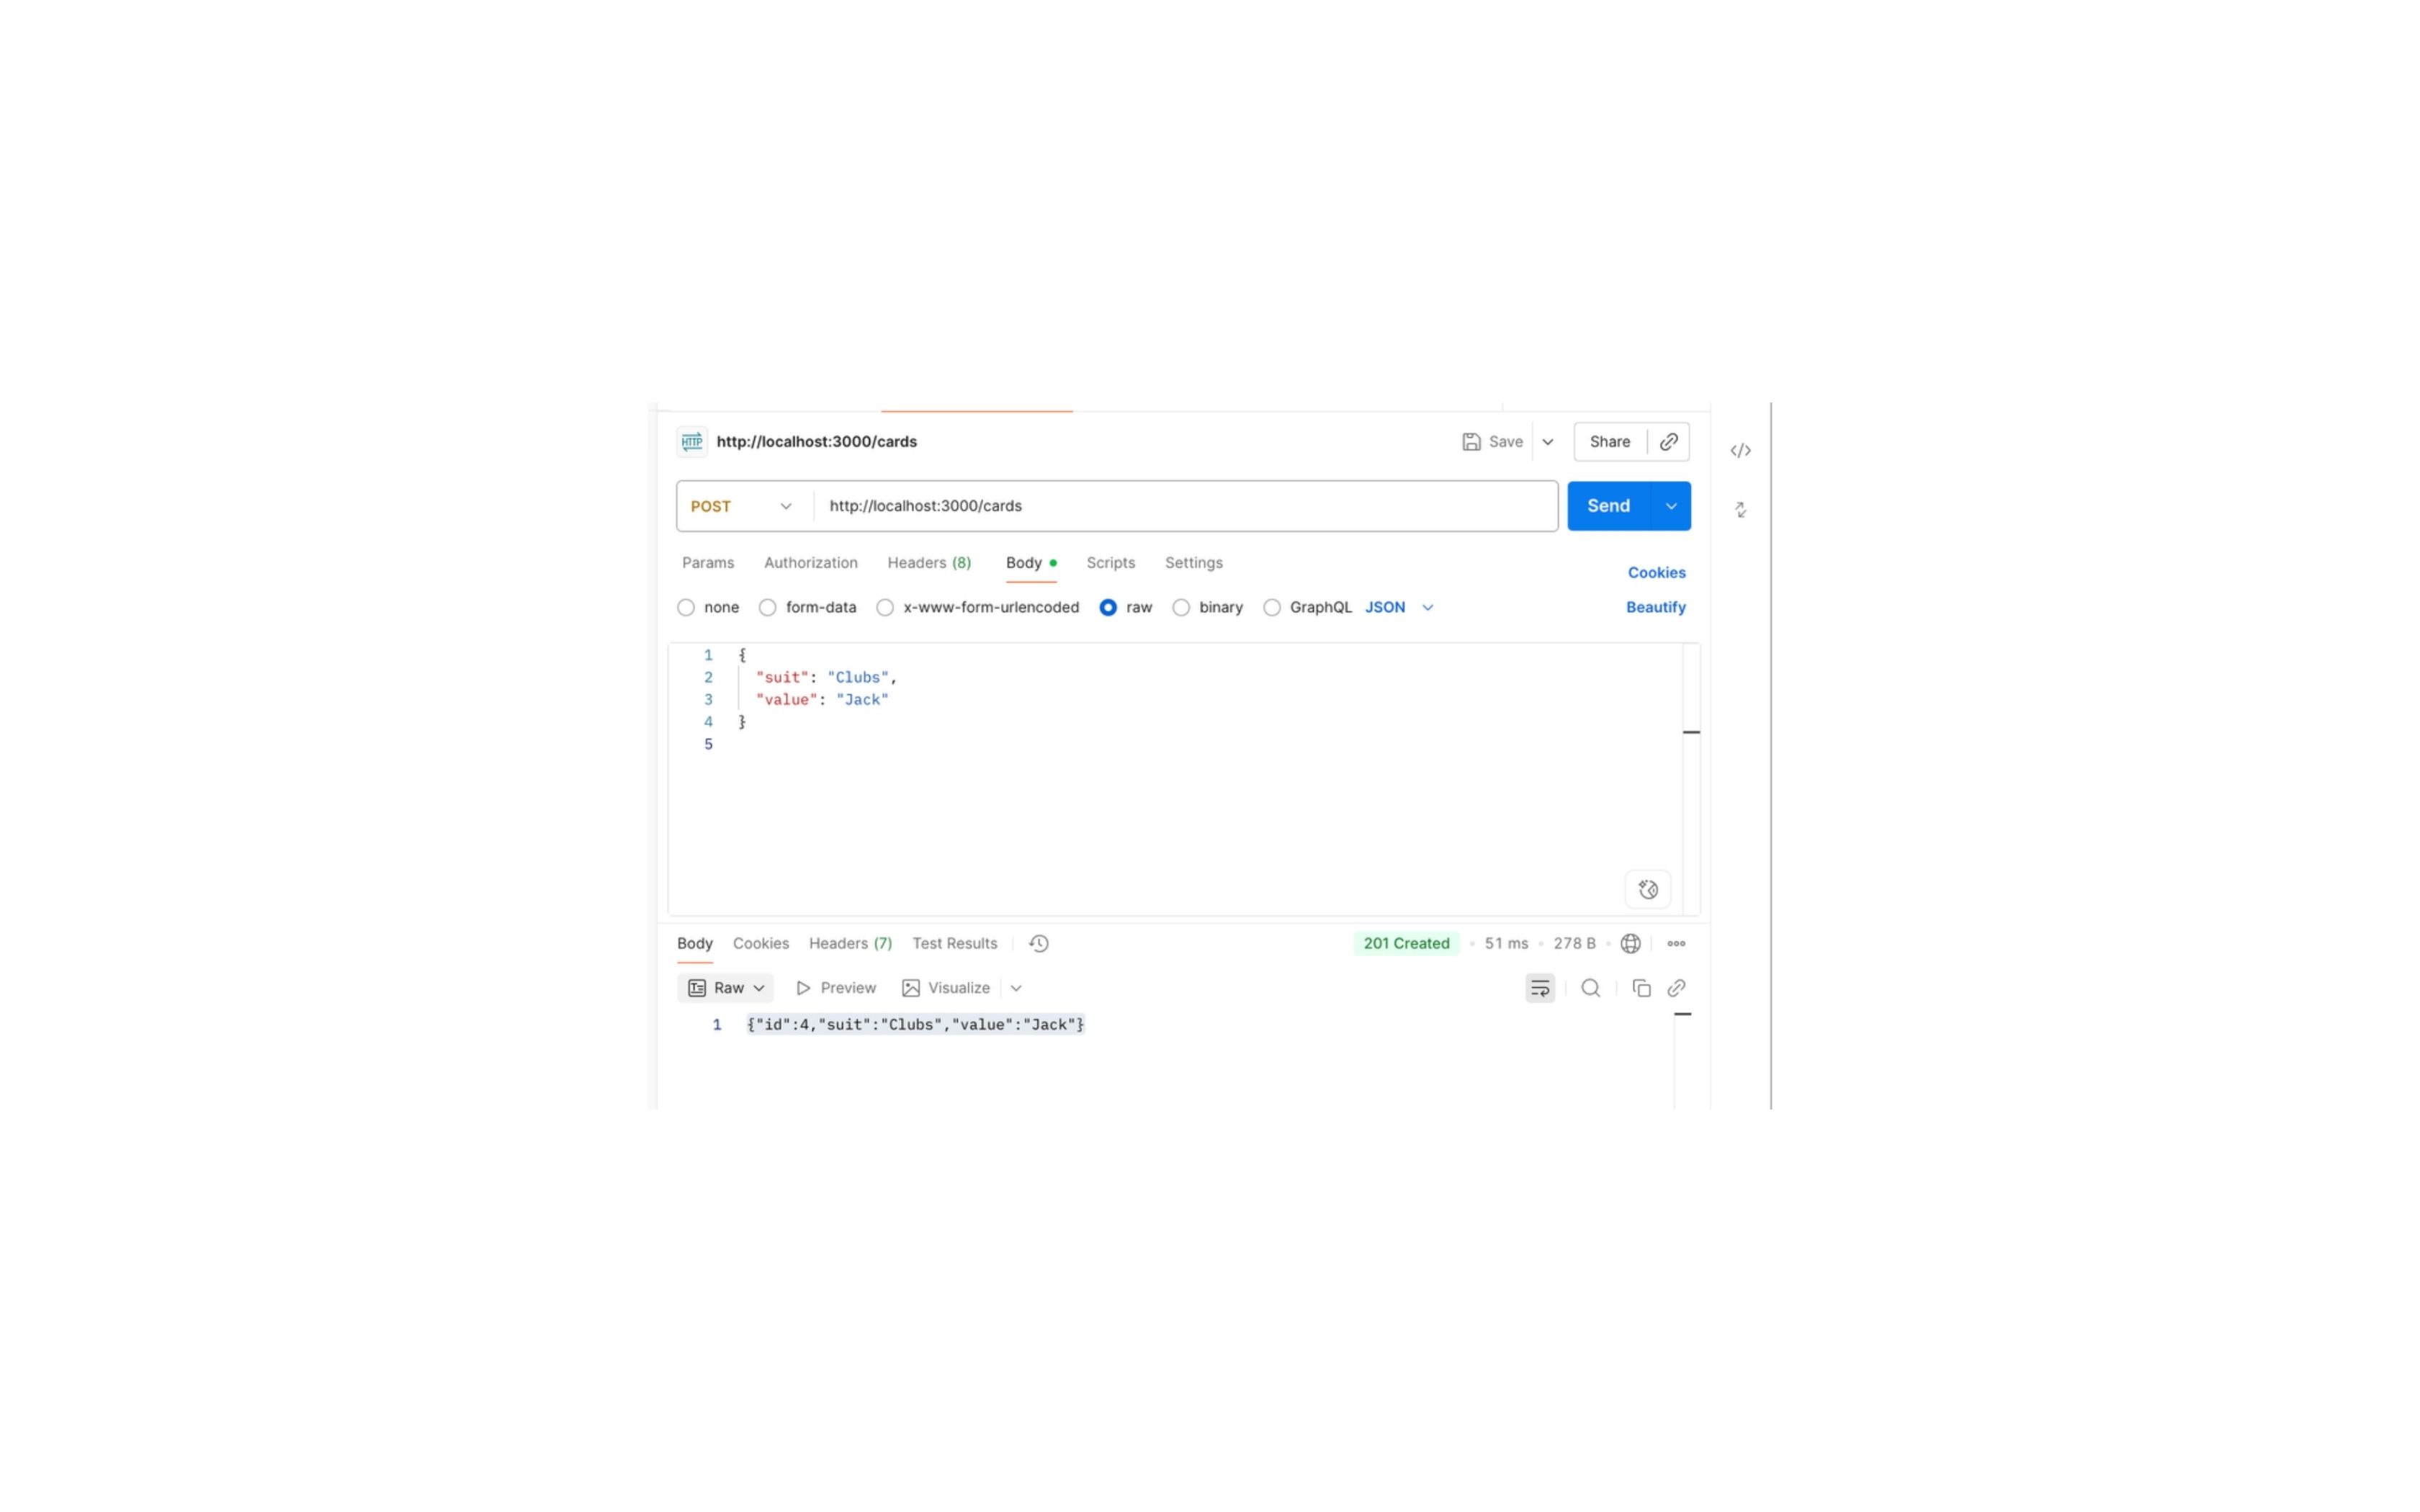 HTTP http://localhost:3000/cards Save Share
POST http://localhost:3000/cards Send
Params Authorization Headers (8) Body Scripts Settings Cookies
none form-data x-www-form-urlencoded raw binary GraphQL JSON Beautify
1 {
2 "suit": "Clubs",
3 "value": "Jack"
4 }
5
Body Cookies Headers (7) Test Results 201 Created • 51 ms • 278 B •
Raw Preview Visualize
1 {"id":4,"suit":"Clubs","value":"Jack"}